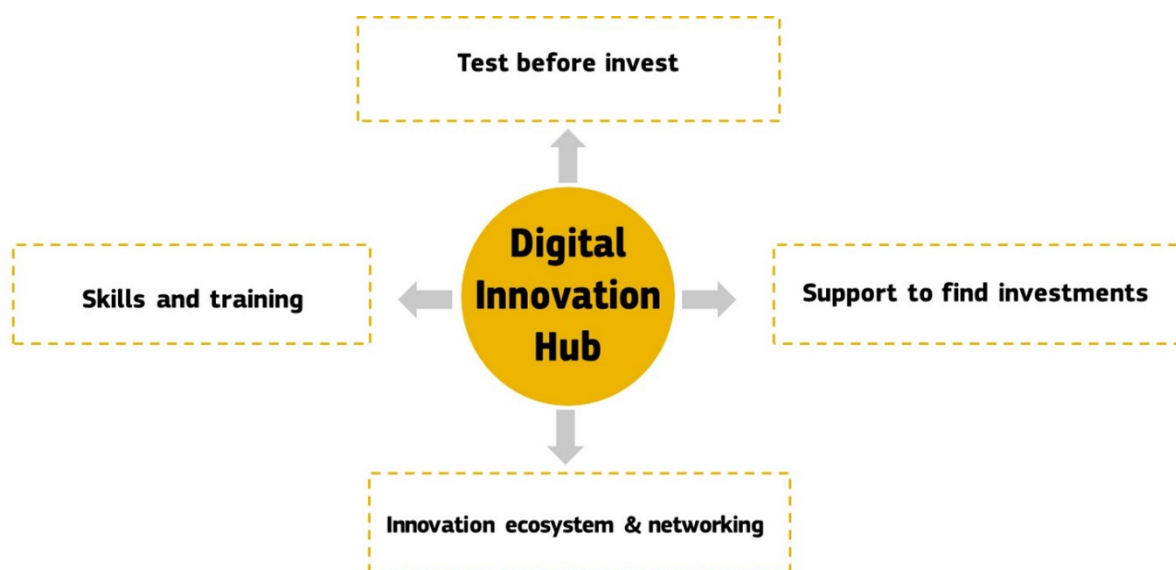 Test before invest
Digital
Innovation
Hub
Skills and training
Support to find investments
Innovation ecosystem & networking